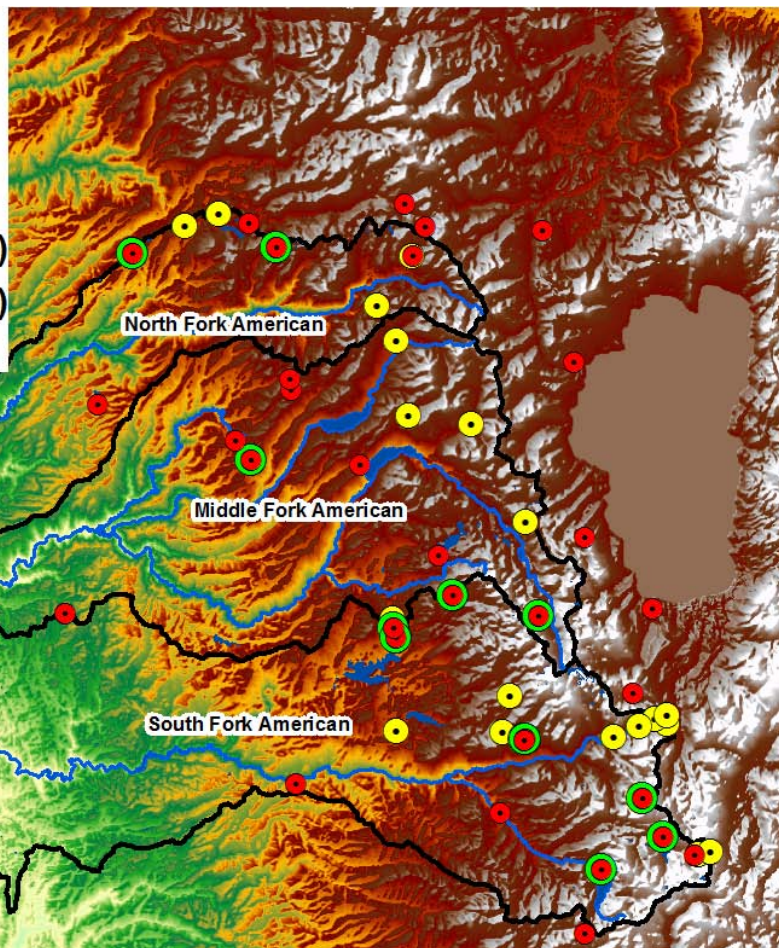 )
)
North Fork American
Middle Fork American
South Fork American